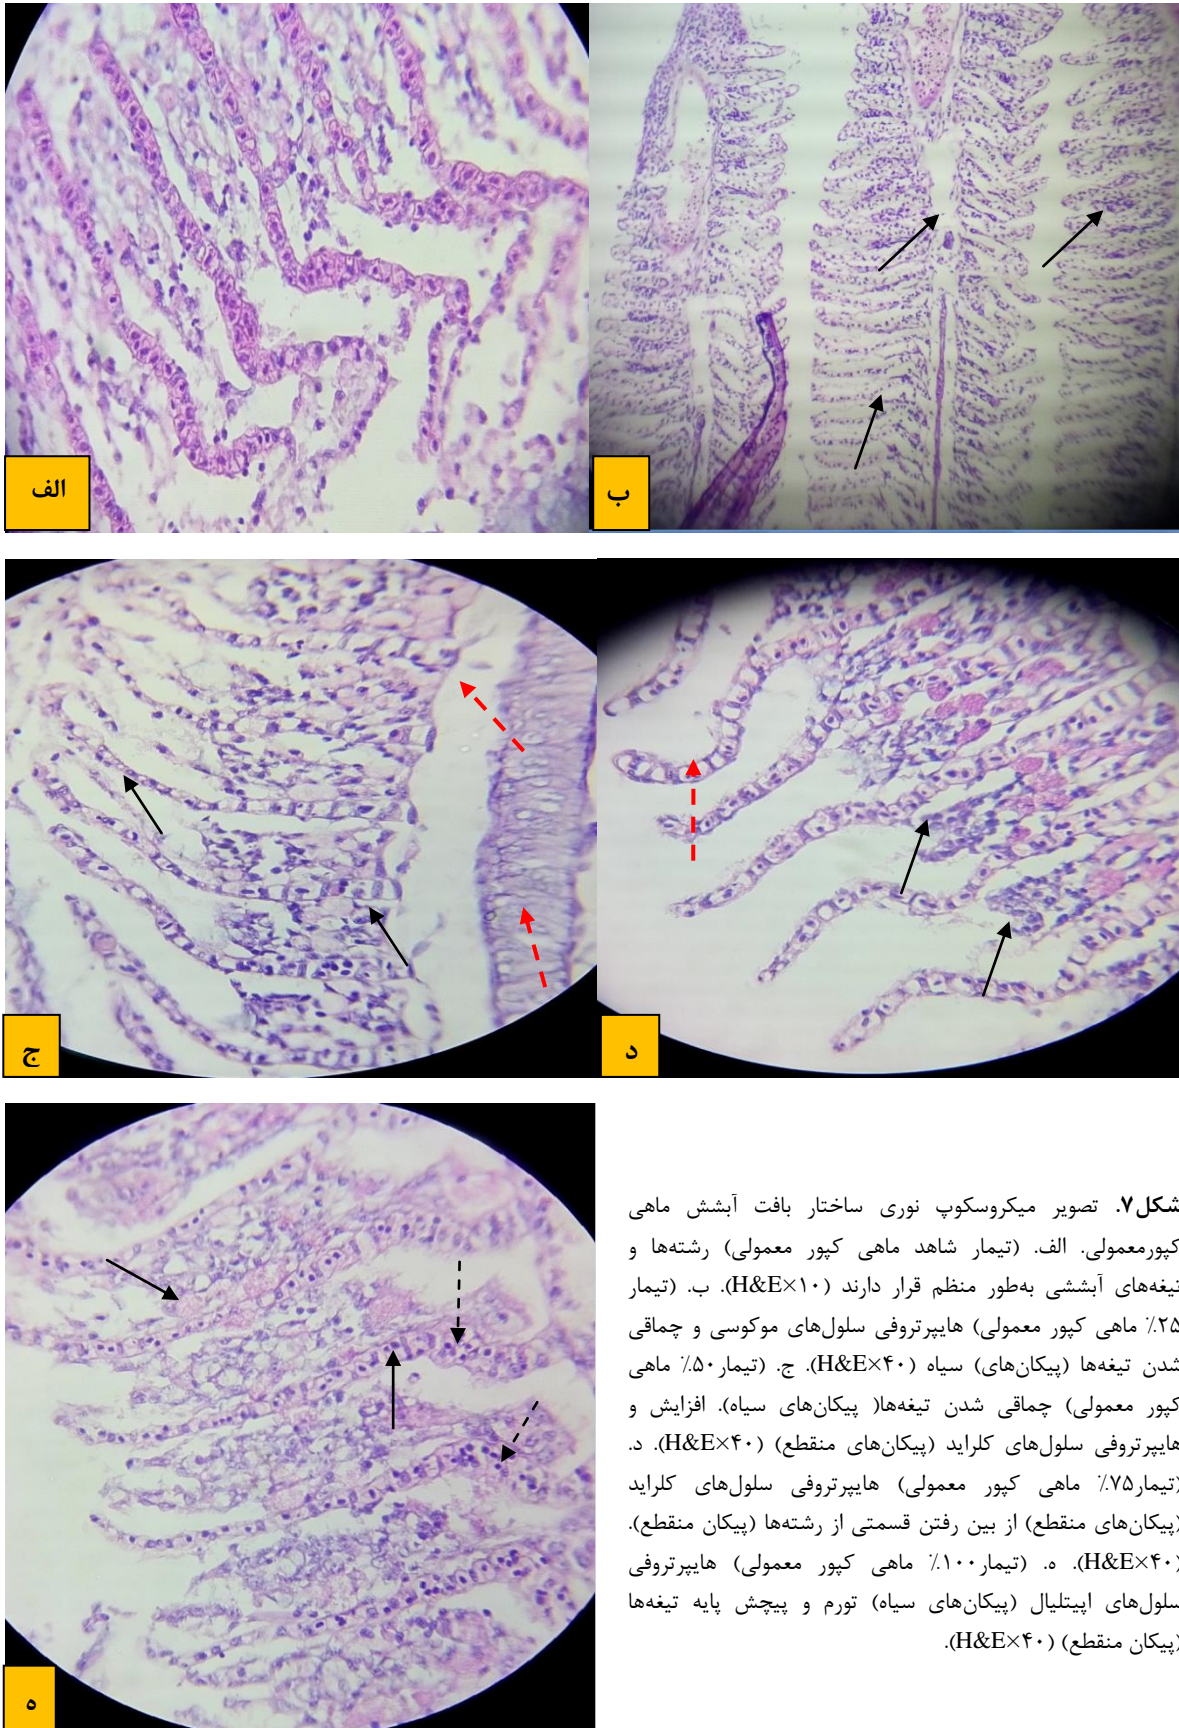 الف
ب
ج
د
ه
شکل۷. تصویر میکروسکوپ نوری ساختار بافت آبشش ماهی
کپورمعمولی. الف. (تیمار شاهد ماهی کپور معمولی) رشته‌ها و
تیغه‌های آبششی به‌طور منظم قرار دارند (H&E×۱۰). ب. (تیمار
۲۵٪ ماهی کپور معمولی) هایپرتروفی سلول‌های موکوسی و چماقی
شدن تیغه‌ها (پیکان‌های) سیاه (H&E×۴۰). ج. (تیمار۵۰٪ ماهی
کپور معمولی) چماقی شدن تیغه‌ها( پیکان‌های سیاه). افزایش و
هایپرتروفی سلول‌های کلراید (پیکان‌های منقطع) (H&E×۴۰). د.
(تیمار۷۵٪ ماهی کپور معمولی) هایپرتروفی سلول‌های کلراید
(پیکان‌های منقطع) از بین رفتن قسمتی از رشته‌ها (پیکان منقطع).
(H&E×۴۰). ه. (تیمار۱۰۰٪ ماهی کپور معمولی) هایپرتروفی
سلول‌های اپیتلیال (پیکان‌های سیاه) تورم و پیچش پایه تیغه‌ها
(پیکان منقطع) (H&E×۴۰).